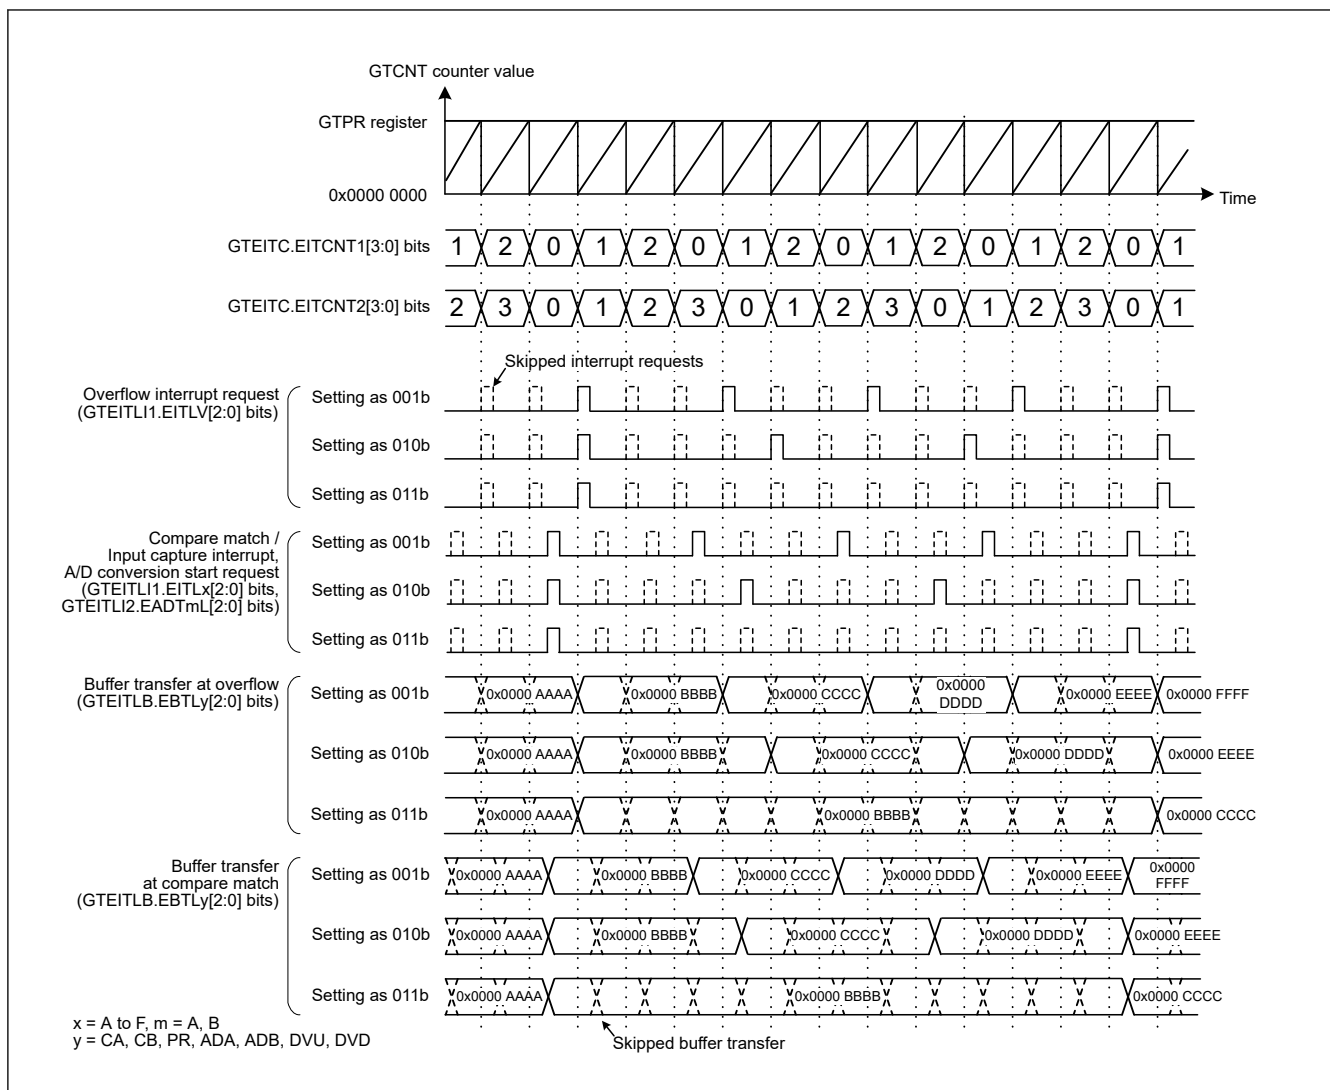 GTCNT counter value
GTPR register
0x0000 0000
Time
GTEITC.EITCNT1[3:0] bits
1 2 0 1 2 0 1 2 0 1 2 0 1 2 0 1
GTEITC.EITCNT2[3:0] bits
2 3 0 1 2 3 0 1 2 3 0 1 2 3 0 1
Skipped interrupt requests
Overflow interrupt request
(GTEITLI1.EITLV[2:0] bits)
Setting as 001b
Setting as 010b
Setting as 011b
Compare match /
Input capture interrupt,
A/D conversion start request
(GTEITLI1.EITLx[2:0] bits,
GTEITLI2.EADTmL[2:0] bits)
Setting as 001b
Setting as 010b
Setting as 011b
Buffer transfer at overflow
(GTEITLB.EBTLy[2:0] bits)
Setting as 001b
0x0000 AAAA 0x0000 BBBB 0x0000 CCCC 0x0000 DDDD 0x0000 EEEE 0x0000 FFFF
Setting as 010b
0x0000 AAAA 0x0000 BBBB 0x0000 CCCC 0x0000 DDDD 0x0000 EEEE
Setting as 011b
0x0000 AAAA 0x0000 BBBB 0x0000 CCCC
Buffer transfer
at compare match
(GTEITLB.EBTLy[2:0] bits)
Setting as 001b
0x0000 AAAA 0x0000 BBBB 0x0000 CCCC 0x0000 DDDD 0x0000 EEEE 0x0000 FFFF
Setting as 010b
0x0000 AAAA 0x0000 BBBB 0x0000 CCCC 0x0000 DDDD 0x0000 EEEE
Setting as 011b
0x0000 AAAA 0x0000 BBBB 0x0000 CCCC
x = A to F, m = A, B
y = CA, CB, PR, ADA, ADB, DVU, DVD
Skipped buffer transfer